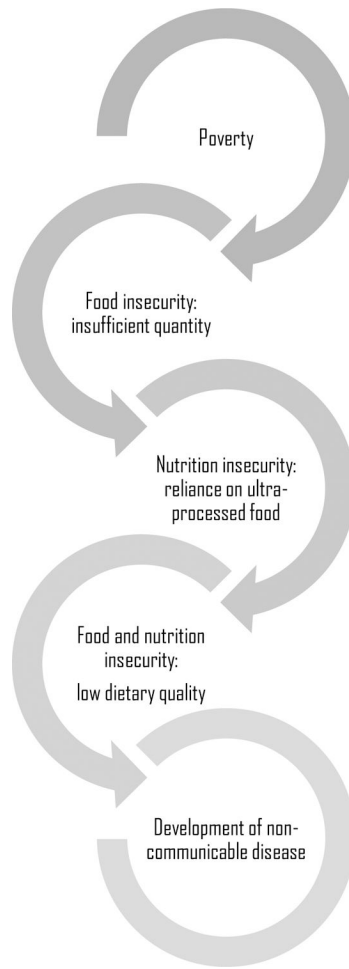 Poverty
Food insecurity:
insufficient quantity
Nutrition insecurity:
reliance on ultra-
processed food
Food and nutrition
insecurity:
low dietary quality
Development of non-
communicable disease